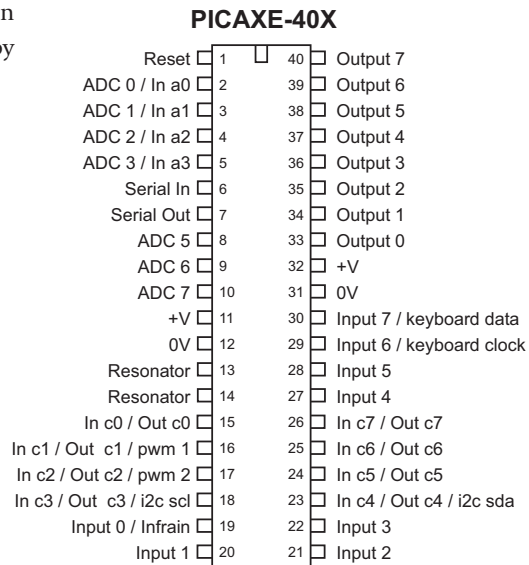 n
PICAXE-40X
by
Reset 1 40 Output 7
ADC 0 / In a0 2 39 Output 6
ADC 1 / In a1 3 38 Output 5
ADC 2 / In a2 4 37 Output 4
ADC 3 / In a3 5 36 Output 3
Serial In 6 35 Output 2
Serial Out 7 34 Output 1
ADC 5 8 33 Output 0
ADC 6 9 32 +V
ADC 7 10 31 0V
+V 11 30 Input 7 / keyboard data
0V 12 29 Input 6 / keyboard clock
Resonator 13 28 Input 5
Resonator 14 27 Input 4
In c0 / Out c0 15 26 In c7 / Out c7
In c1 / Out c1 / pwm 1 16 25 In c6 / Out c6
In c2 / Out c2 / pwm 2 17 24 In c5 / Out c5
In c3 / Out c3 / i2c scl 18 23 In c4 / Out c4 / i2c sda
Input 0 / Infrain 19 22 Input 3
Input 1 20 21 Input 2